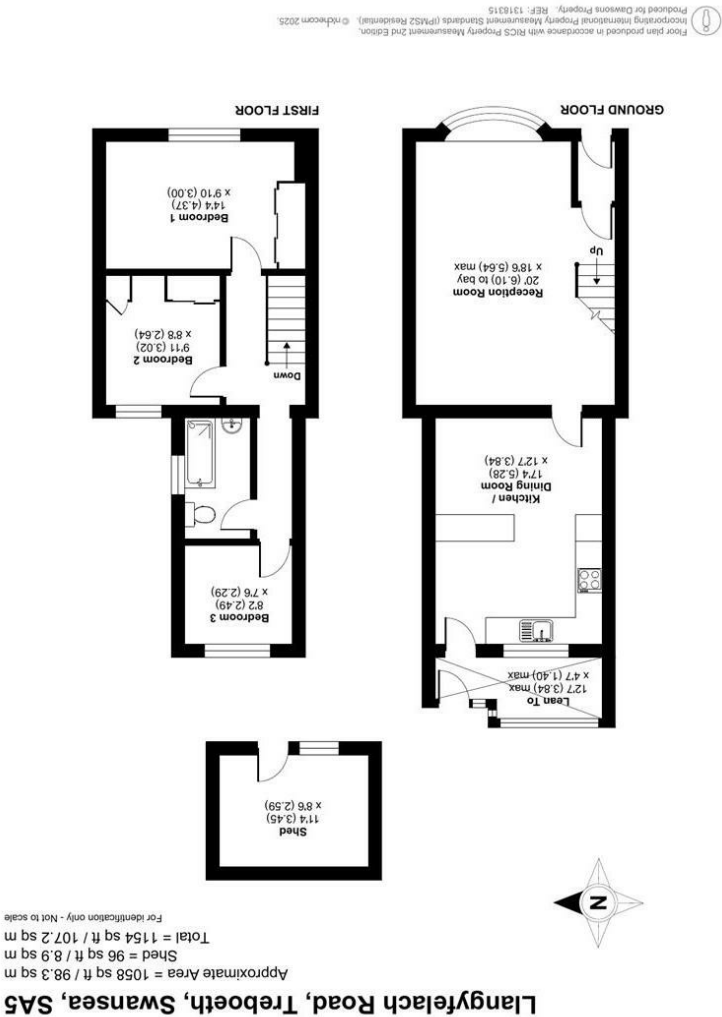 Llangyfelach Road, Treboeth, Swansea, SA5
Approximate Area = 1058 sq ft / 98.3 sq m
Shed = 96 sq ft / 8.9 sq m
Total = 1154 sq ft / 107.2 sq m
For identification only - Not to scale
N
Shed
11'4 (3.45)
x 8'6 (2.59)
Lean To
12'7 (3.84) max
x 4'7 (1.40) max
Kitchen /
Dining Room
17'4 (5.28)
x 12'7 (3.84)
Reception Room
20' (6.10) to bay
x 18'6 (5.64) max
Up
GROUND FLOOR
Bedroom 3
8'2 (2.49)
x 7'6 (2.29)
Down
Bedroom 2
9'11 (3.02)
x 8'8 (2.64)
Bedroom 1
14'4 (4.37)
x 9'10 (3.00)
FIRST FLOOR
Floor plan produced in accordance with RICS Property Measurement 2nd Edition.
Incorporating International Property Measurement Standards (IPMS2 Residential). © nichecom 2025.
Produced for Dawsons Property. REF: 1318315